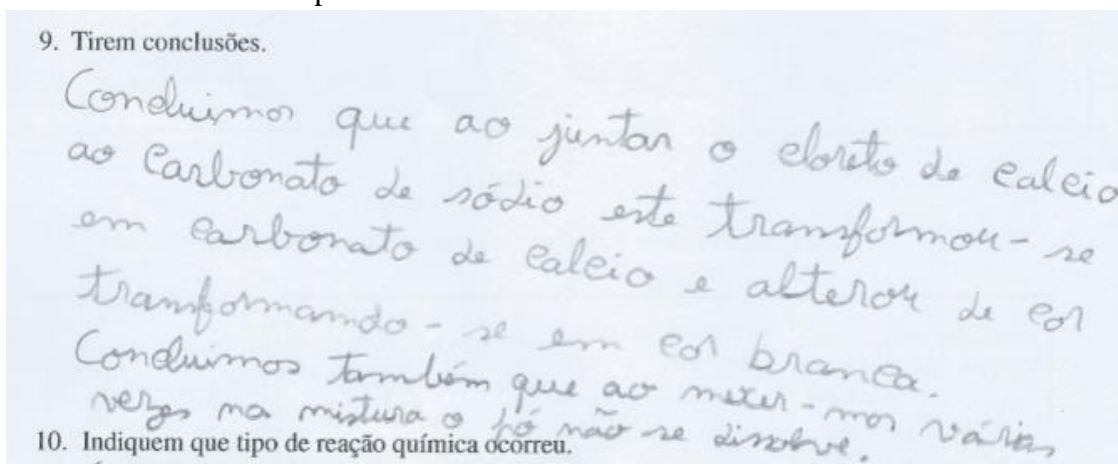 9. Tirem conclusões.
Concluimos que ao juntar o cloreto de calcio
ao Carbonato de sódio este transformou-se
em carbonato de calcio e alterou de cor
transformando-se em cor branca.
Concluimos também que ao mexer-mos várias
vezes na mistura o pó não se dissolve.
10. Indiquem que tipo de reação química ocorreu.